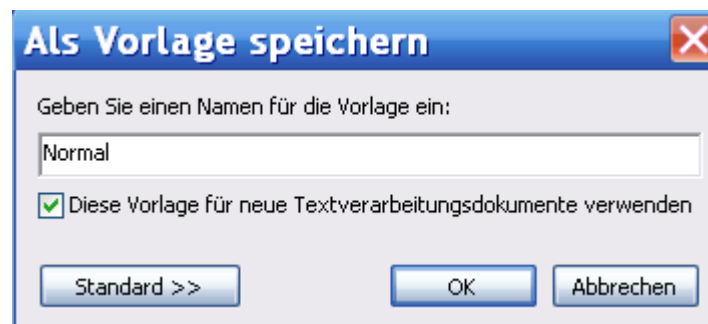 Als Vorlage speichern
Geben Sie einen Namen für die Vorlage ein:
Normal
Diese Vorlage für neue Textverarbeitungsdokumente verwenden
Standard >> OK Abbrechen